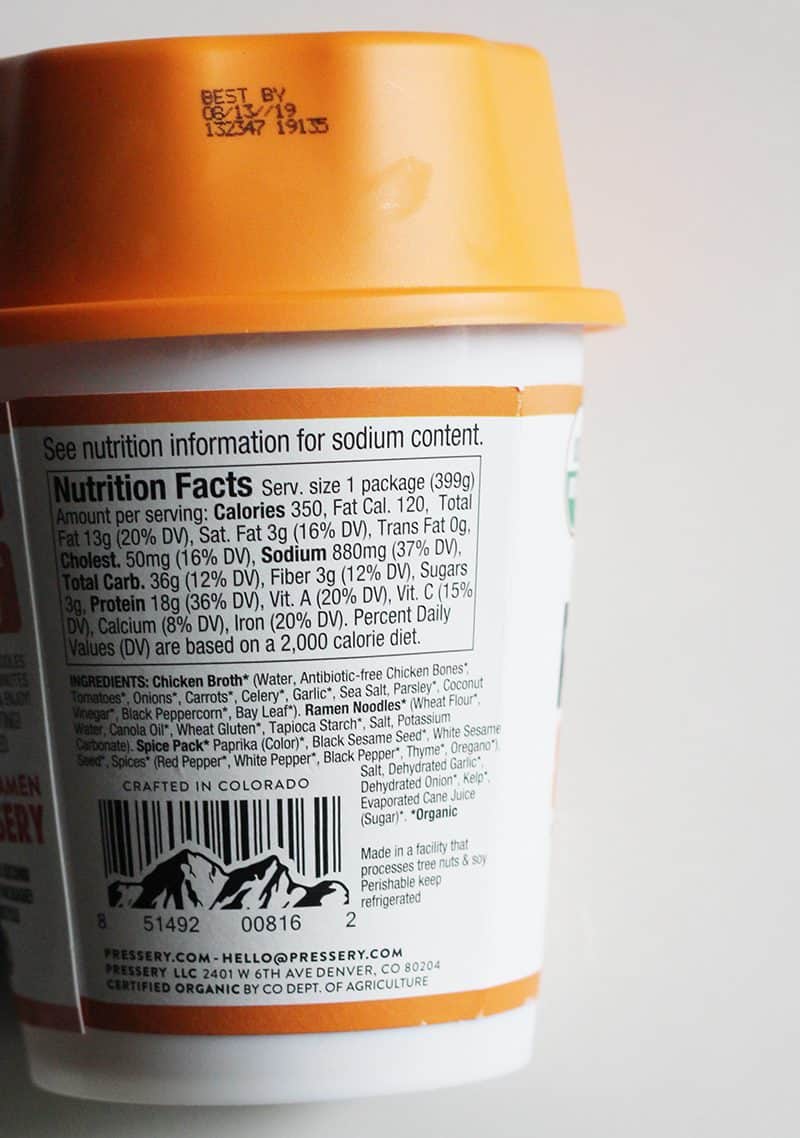 BEST BY
06/13//19
132347 19135
See nutrition information for sodium content.
Nutrition Facts Serv. size 1 package (399g)
Amount per serving: Calories 350, Fat Cal. 120, Total
Fat 13g (20% DV), Sat. Fat 3g (16% DV), Trans Fat 0g,
Cholest. 50mg (16% DV), Sodium 880mg (37% DV),
Total Carb. 36g (12% DV), Fiber 3g (12% DV), Sugars
3g, Protein 18g (36% DV), Vit. A (20% DV), Vit. C (15%
DV), Calcium (8% DV), Iron (20% DV). Percent Daily
Values (DV) are based on a 2,000 calorie diet.
INGREDIENTS: Chicken Broth* (Water, Antibiotic-free Chicken Bones*,
Tomatoes*, Onions*, Carrots*, Celery*, Garlic*, Sea Salt, Parsley*, Coconut
Vinegar*, Black Peppercorn*, Bay Leaf*). Ramen Noodles* (Wheat Flour*,
Water, Canola Oil*, Wheat Gluten*, Tapioca Starch*, Salt, Potassium
Carbonate). Spice Pack* Paprika (Color)*, Black Sesame Seed*, White Sesame
Seed*, Spices* (Red Pepper*, White Pepper*, Black Pepper*, Thyme*, Oregano*),
Salt, Dehydrated Garlic*,
Dehydrated Onion*, Kelp*,
Evaporated Cane Juice
(Sugar)*. *Organic
CRAFTED IN COLORADO
Made in a facility that
processes tree nuts & soy
Perishable keep
refrigerated
8 51492 00816 2
PRESSERY.COM - HELLO@PRESSERY.COM
PRESSERY LLC 2401 W 6TH AVE DENVER, CO 80204
CERTIFIED ORGANIC BY CO DEPT. OF AGRICULTURE